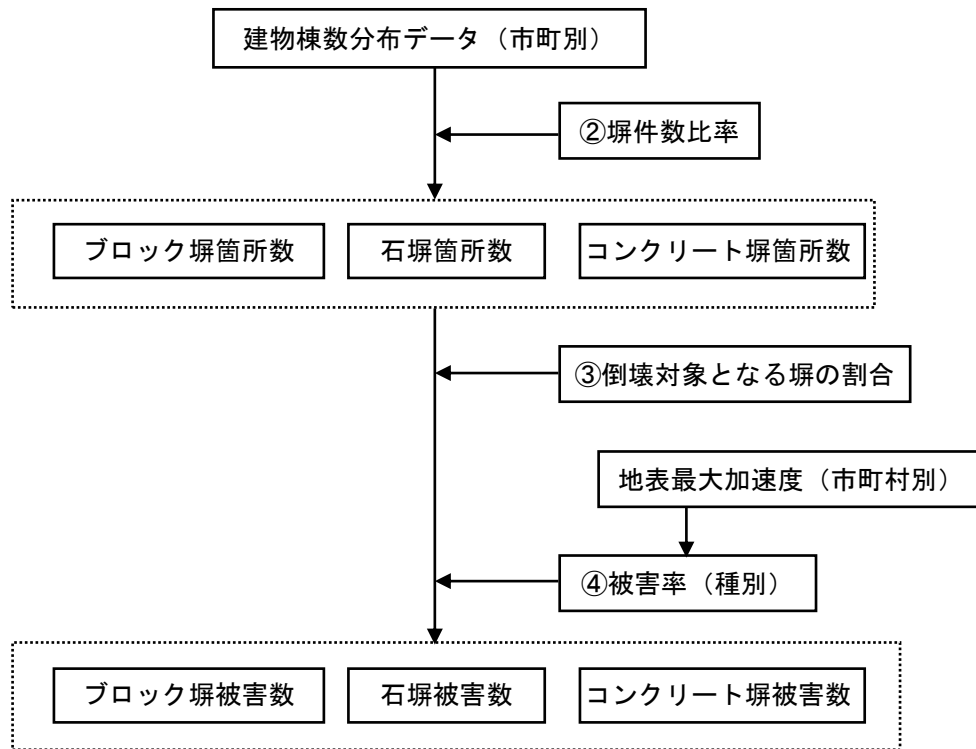 建物棟数分布データ（市町別）
②塀件数比率
ブロック塀箇所数
石塀箇所数
コンクリート塀箇所数
③倒壊対象となる塀の割合
地表最大加速度（市町村別）
④被害率（種別）
ブロック塀被害数
石塀被害数
コンクリート塀被害数